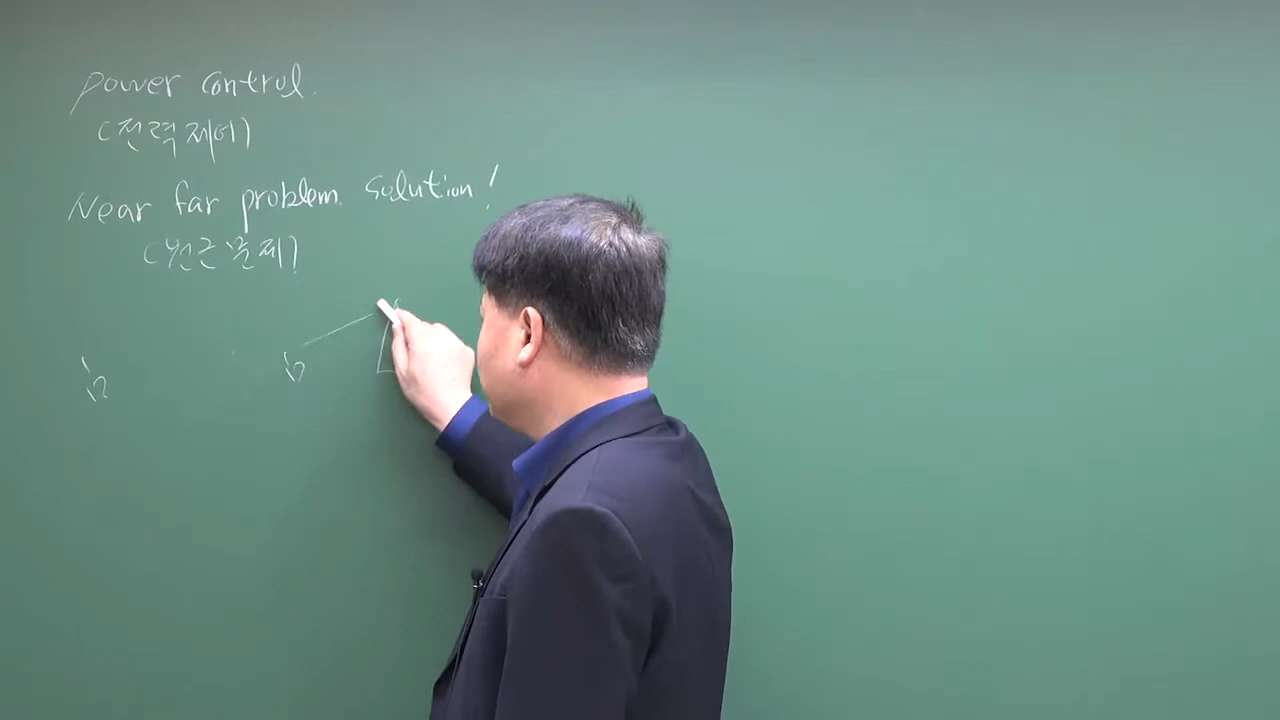 power control.
(전력제어)
Near far problem. Solution!
(원근문제)